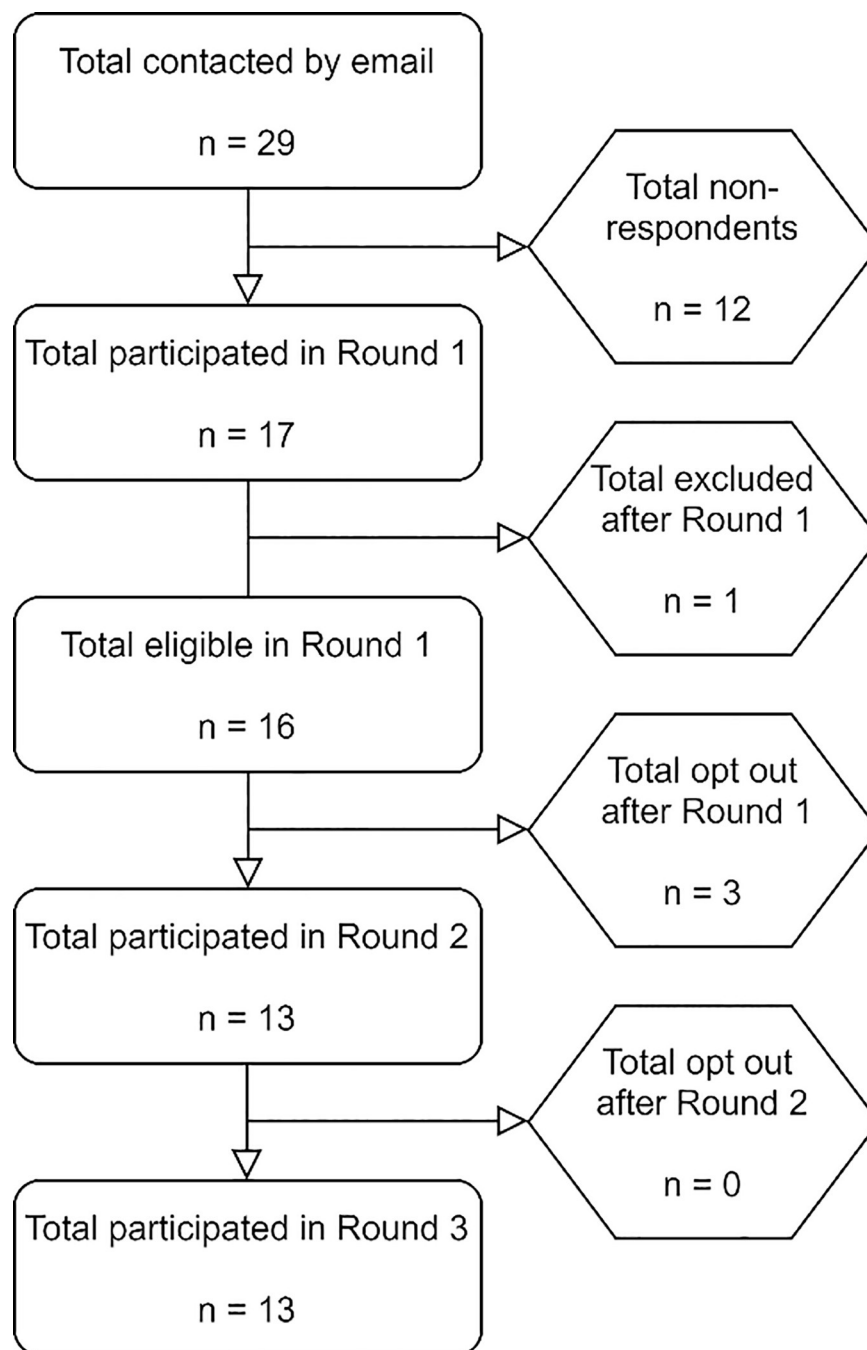 Total contacted by email
n = 29
Total non-
respondents
n = 12
Total participated in Round 1
n = 17
Total excluded
after Round 1
n = 1
Total eligible in Round 1
n = 16
Total opt out
after Round 1
n = 3
Total participated in Round 2
n = 13
Total opt out
after Round 2
n = 0
Total participated in Round 3
n = 13